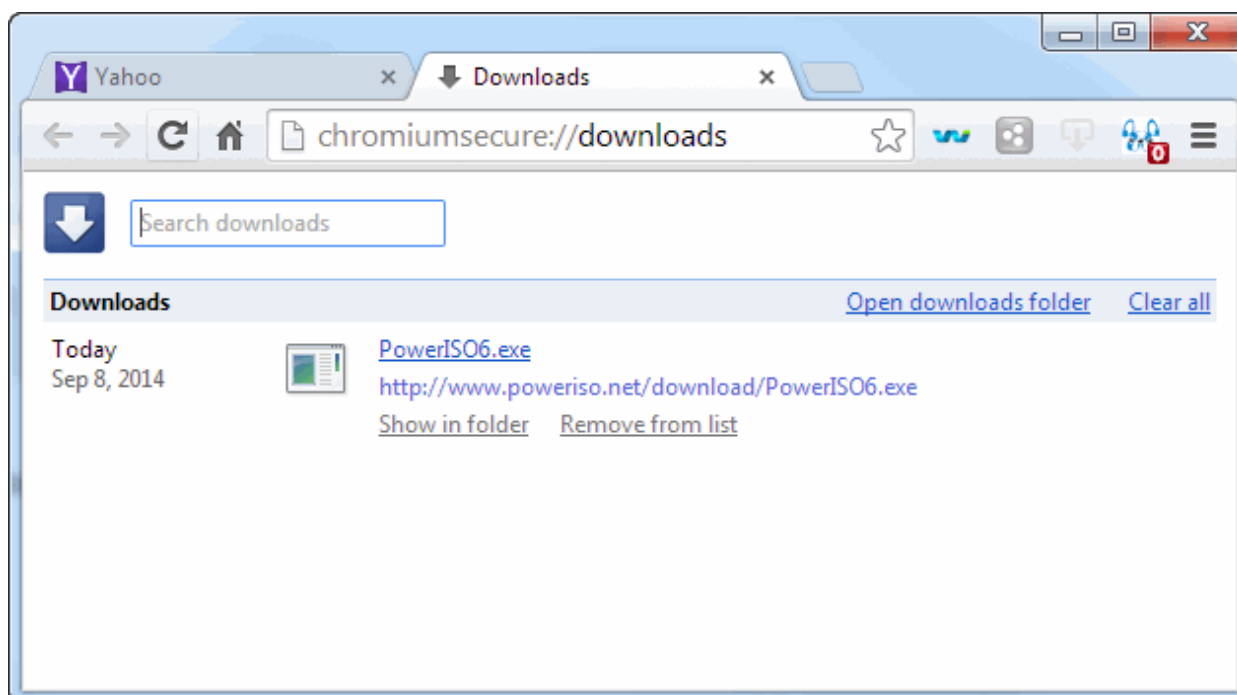 Yahoo Downloads
chromiumsecure://downloads
0
Search downloads
Downloads Open downloads folder Clear all
Today PowerISO6.exe
Sep 8, 2014
http://www.poweriso.net/download/PowerISO6.exe
Show in folder Remove from list